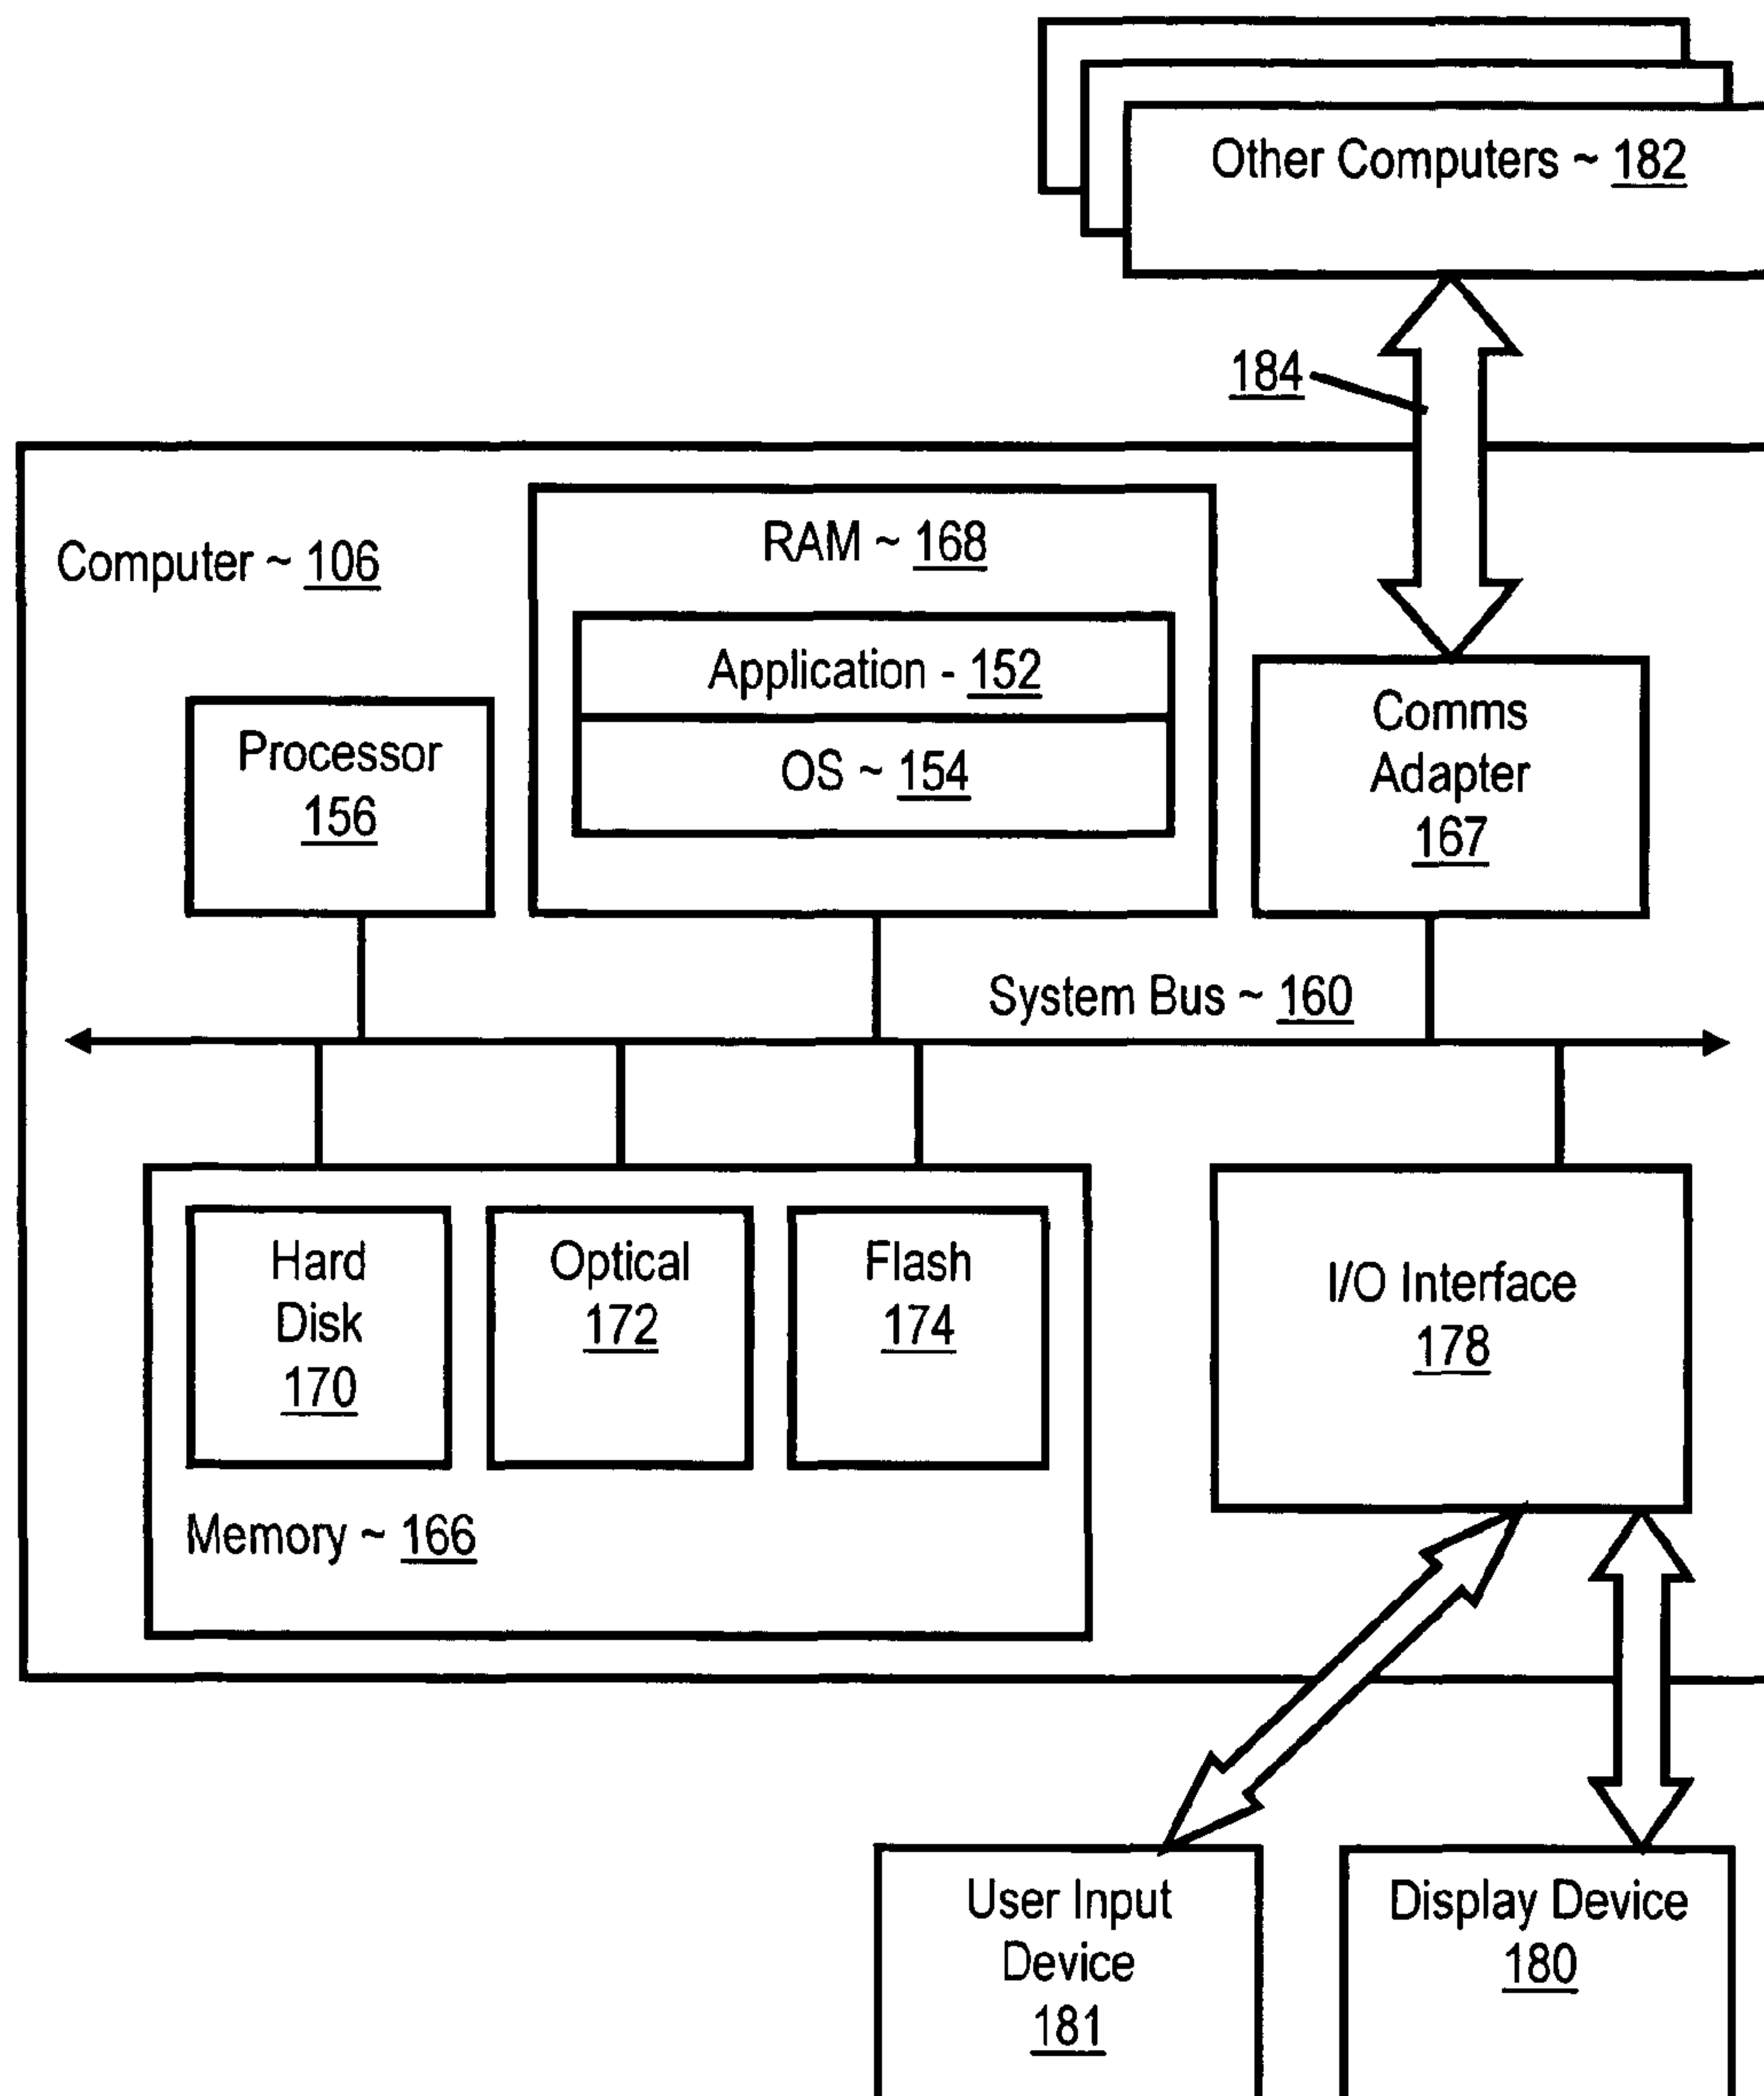 Other Computers ~ 182
184
Computer ~ 106
RAM ~ 168
Application - 152
OS ~ 154
Processor
156
Comms
Adapter
167
System Bus ~ 160
Hard
Disk
170
Optical
172
Flash
174
Memory ~ 166
I/O Interface
178
User Input
Device
181
Display Device
180